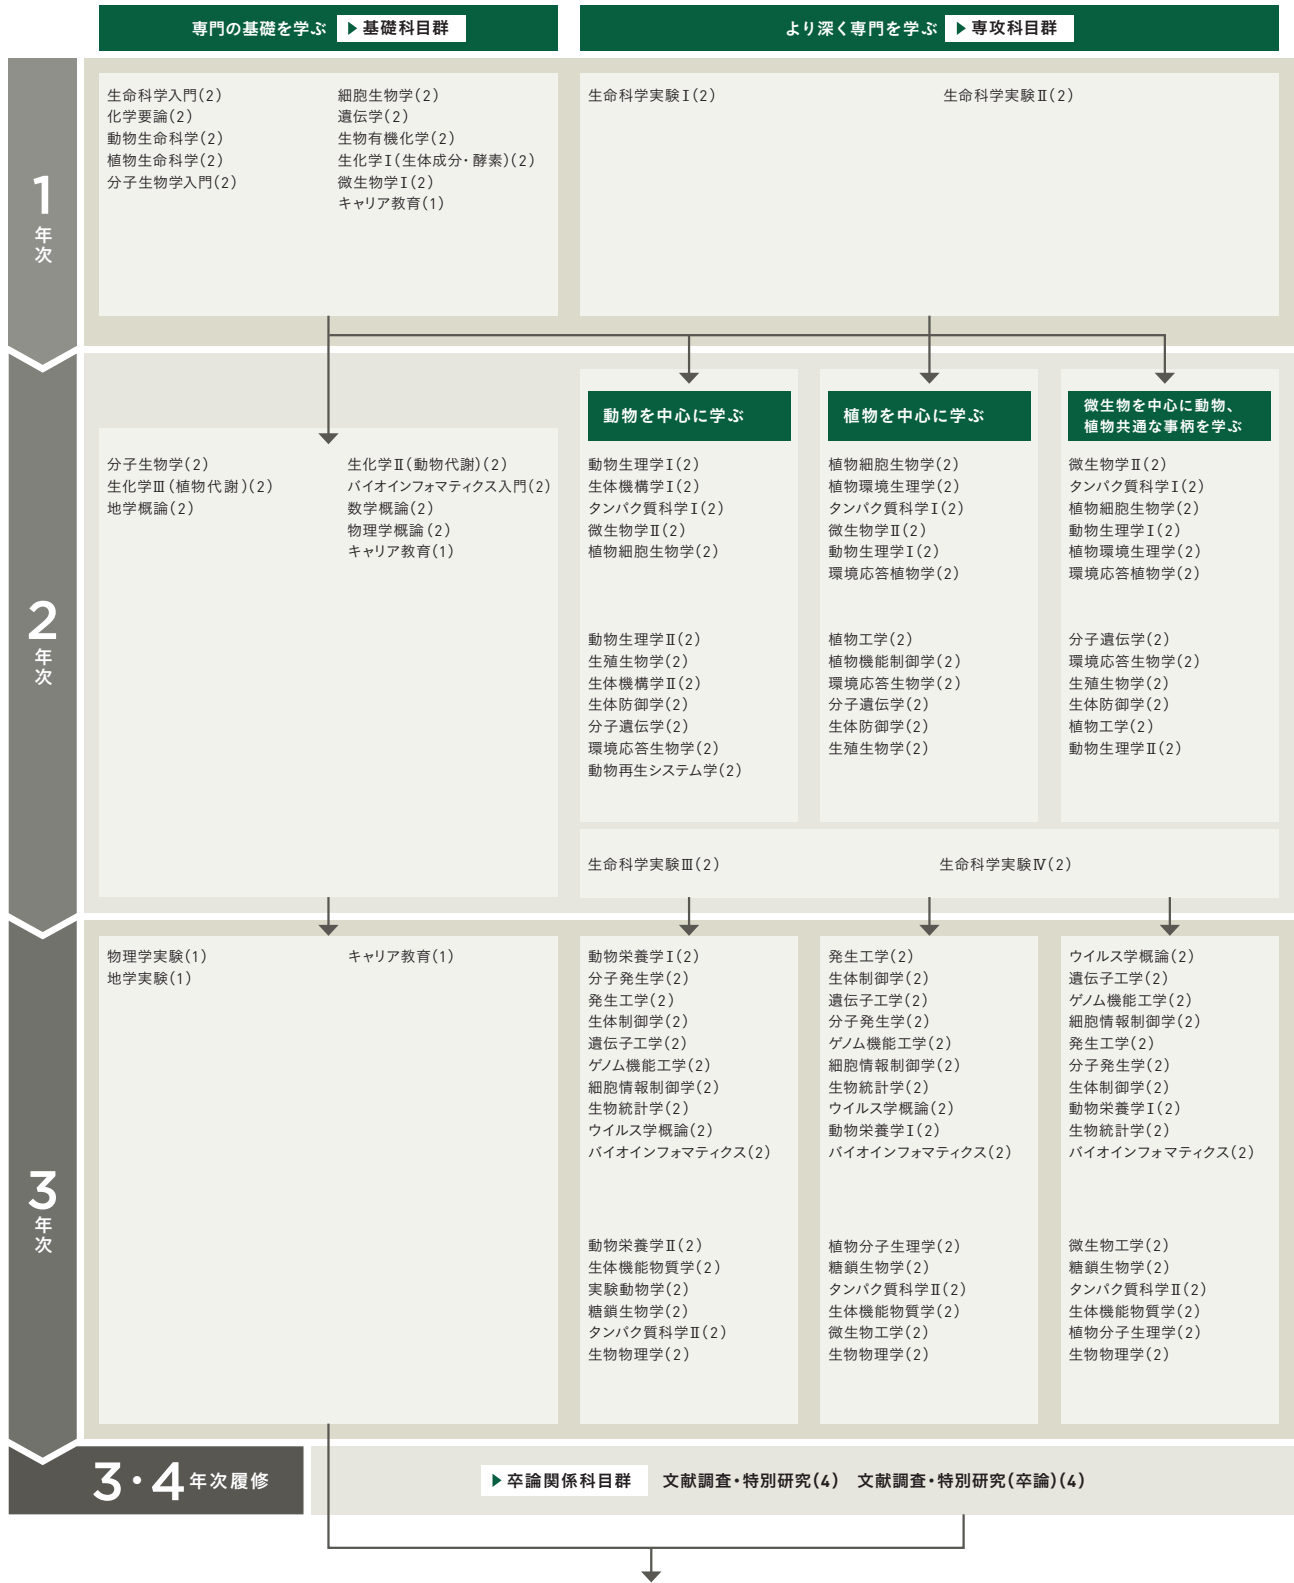 専門の基礎を学ぶ ▶基礎科目群
より深く専門を学ぶ ▶専攻科目群
1
年次
生命科学入門(2)
化学要論(2)
動物生命科学(2)
植物生命科学(2)
分子生物学入門(2)
細胞生物学(2)
遺伝学(2)
生物有機化学(2)
生化学Ⅰ(生体成分・酵素)(2)
微生物学Ⅰ(2)
キャリア教育(1)
生命科学実験Ⅰ(2)
生命科学実験Ⅱ(2)
2
年次
分子生物学(2)
生化学Ⅲ(植物代謝)(2)
地学概論(2)
生化学Ⅱ(動物代謝)(2)
バイオインフォマティクス入門(2)
数学概論(2)
物理学概論(2)
キャリア教育(1)
動物を中心に学ぶ
動物生理学Ⅰ(2)
生体機構学Ⅰ(2)
タンパク質科学Ⅰ(2)
微生物学Ⅱ(2)
植物細胞生物学(2)
動物生理学Ⅱ(2)
生殖生物学(2)
生体機構学Ⅱ(2)
生体防御学(2)
分子遺伝学(2)
環境応答生物学(2)
動物再生システム学(2)
植物を中心に学ぶ
植物細胞生物学(2)
植物環境生理学(2)
タンパク質科学Ⅰ(2)
微生物学Ⅱ(2)
動物生理学Ⅰ(2)
環境応答植物学(2)
植物工学(2)
植物機能制御学(2)
環境応答生物学(2)
分子遺伝学(2)
生体防御学(2)
生殖生物学(2)
微生物を中心に動物、
植物共通な事柄を学ぶ
微生物学Ⅱ(2)
タンパク質科学Ⅰ(2)
植物細胞生物学(2)
動物生理学Ⅰ(2)
植物環境生理学(2)
環境応答植物学(2)
分子遺伝学(2)
環境応答生物学(2)
生殖生物学(2)
生体防御学(2)
植物工学(2)
動物生理学Ⅱ(2)
生命科学実験Ⅲ(2)
生命科学実験Ⅳ(2)
3
年次
物理学実験(1)
地学実験(1)
キャリア教育(1)
動物栄養学Ⅰ(2)
分子発生学(2)
発生工学(2)
生体制御学(2)
遺伝子工学(2)
ゲノム機能工学(2)
細胞情報制御学(2)
生物統計学(2)
ウイルス学概論(2)
バイオインフォマティクス(2)
動物栄養学Ⅱ(2)
生体機能物質学(2)
実験動物学(2)
糖鎖生物学(2)
タンパク質科学Ⅱ(2)
生物物理学(2)
発生工学(2)
生体制御学(2)
遺伝子工学(2)
分子発生学(2)
ゲノム機能工学(2)
細胞情報制御学(2)
生物統計学(2)
ウイルス学概論(2)
動物栄養学Ⅰ(2)
バイオインフォマティクス(2)
植物分子生理学(2)
糖鎖生物学(2)
タンパク質科学Ⅱ(2)
生体機能物質学(2)
微生物工学(2)
生物物理学(2)
ウイルス学概論(2)
遺伝子工学(2)
ゲノム機能工学(2)
細胞情報制御学(2)
発生工学(2)
分子発生学(2)
生体制御学(2)
動物栄養学Ⅰ(2)
生物統計学(2)
バイオインフォマティクス(2)
微生物工学(2)
糖鎖生物学(2)
タンパク質科学Ⅱ(2)
生体機能物質学(2)
植物分子生理学(2)
生物物理学(2)
3・4年次履修
▶卒論関係科目群 文献調査・特別研究(4) 文献調査・特別研究(卒論)(4)